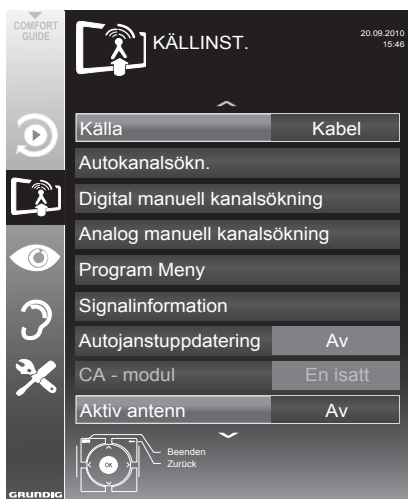 COMFORT
GUIDE
KÄLLINST.
20.09.2010
15:46
Källa Kabel
Autokanalsökn.
Digital manuell kanalsökning
Analog manuell kanalsökning
Program Meny
Signalinformation
Autojanstuppdatering Av
CA - modul En isatt
Aktiv antenn Av
Beenden
Zurück
OK
GRUNDIG